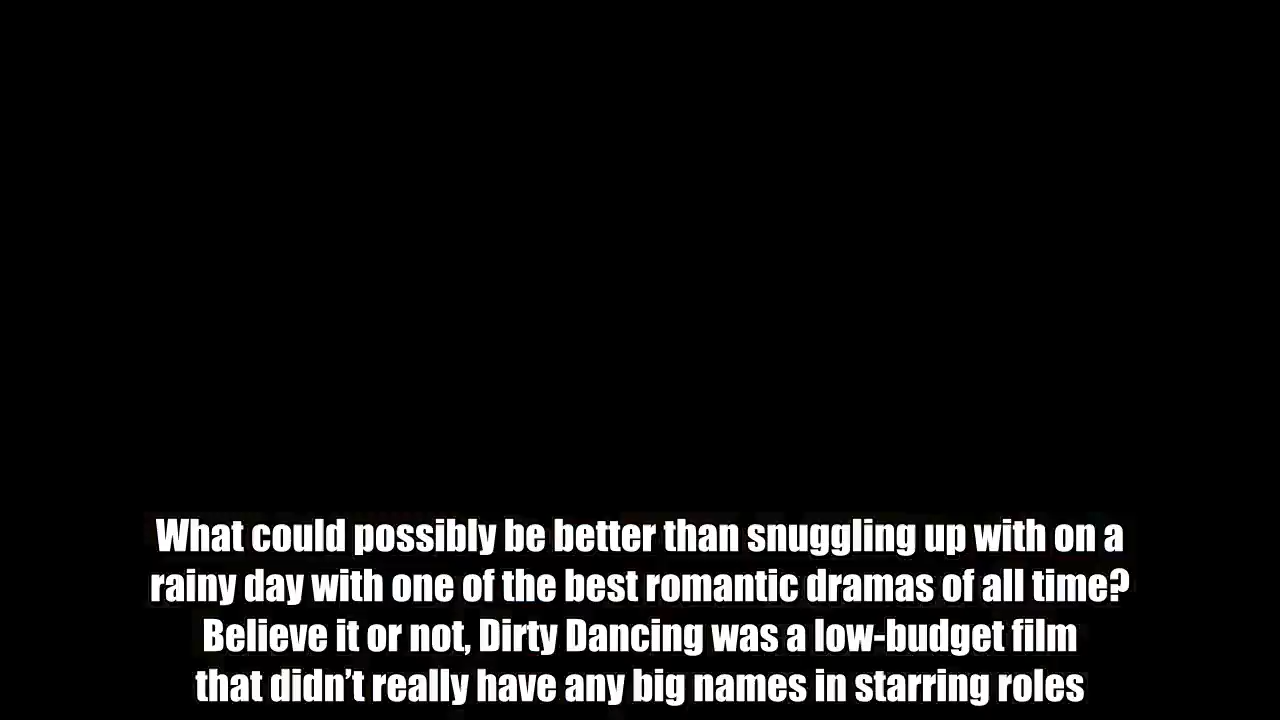 What could possibly be better than snuggling up with on a
rainy day with one of the best romantic dramas of all time?
Believe it or not, Dirty Dancing was a low-budget film
that didn’t really have any big names in starring roles